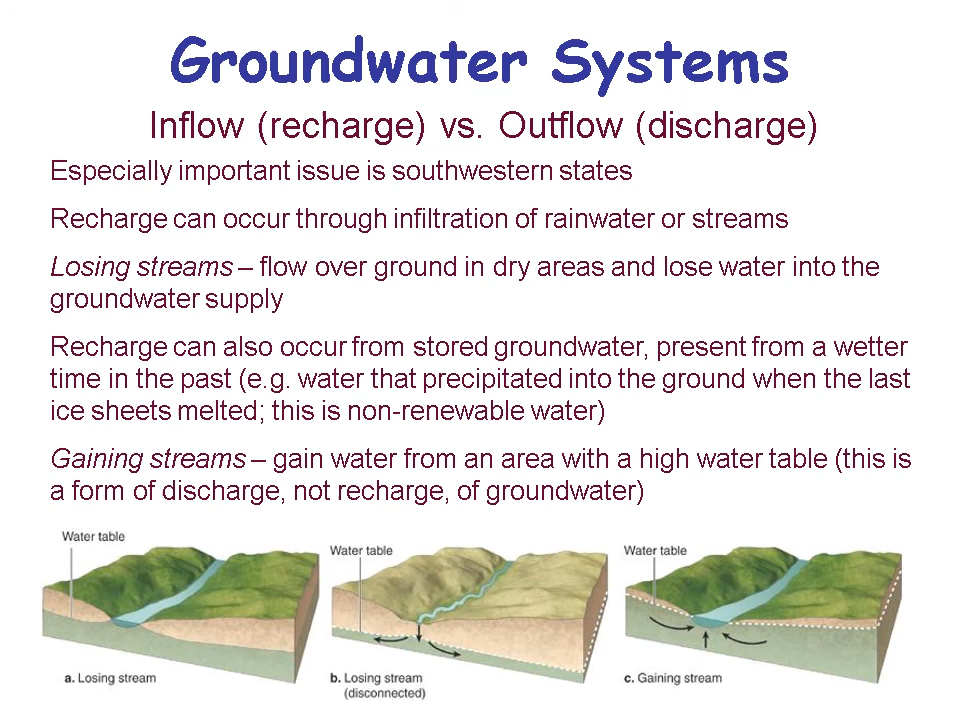 Groundwater Systems
Inflow (recharge) vs. Outflow (discharge)
Especially important issue is southwestern states
Recharge can occur through infiltration of rainwater or streams
Losing streams – flow over ground in dry areas and lose water into the
groundwater supply
Recharge can also occur from stored groundwater, present from a wetter
time in the past (e.g. water that precipitated into the ground when the last
ice sheets melted; this is non-renewable water)
Gaining streams – gain water from an area with a high water table (this is
a form of discharge, not recharge, of groundwater)
Water table
a. Losing stream
Water table
b. Losing stream
(disconnected)
Water table
c. Gaining stream